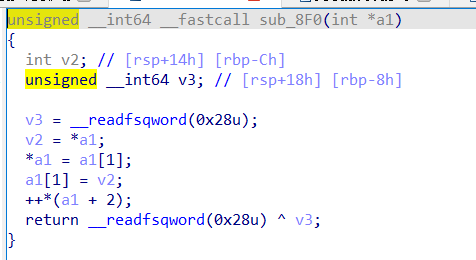 unsigned __int64 __fastcall sub_8F0(int *a1)
{
int v2; // [rsp+14h] [rbp-Ch]
unsigned __int64 v3; // [rsp+18h] [rbp-8h]
v3 = __readfsqword(0x28u);
v2 = *a1;
*a1 = a1[1];
a1[1] = v2;
++*(a1 + 2);
return __readfsqword(0x28u) ^ v3;
}